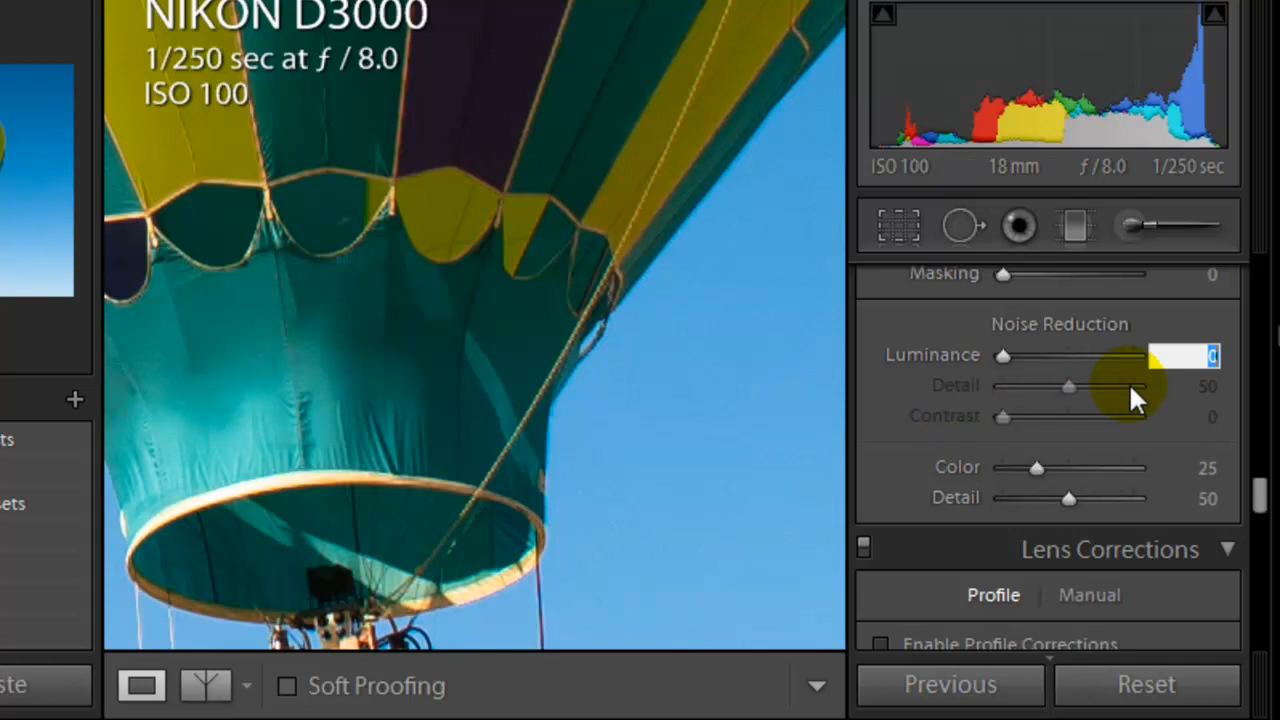 NIKON D3000
1/250 sec at ƒ / 8.0
ISO 100
ISO 100 18 mm ƒ / 8.0 1/250 sec
Masking 0
Noise Reduction
Luminance 0
Detail 50
Contrast 0
Color 25
Detail 50
Lens Corrections
Profile | Manual
Enable Profile Corrections
Previous Reset
Soft Proofing
ts
sets
ste